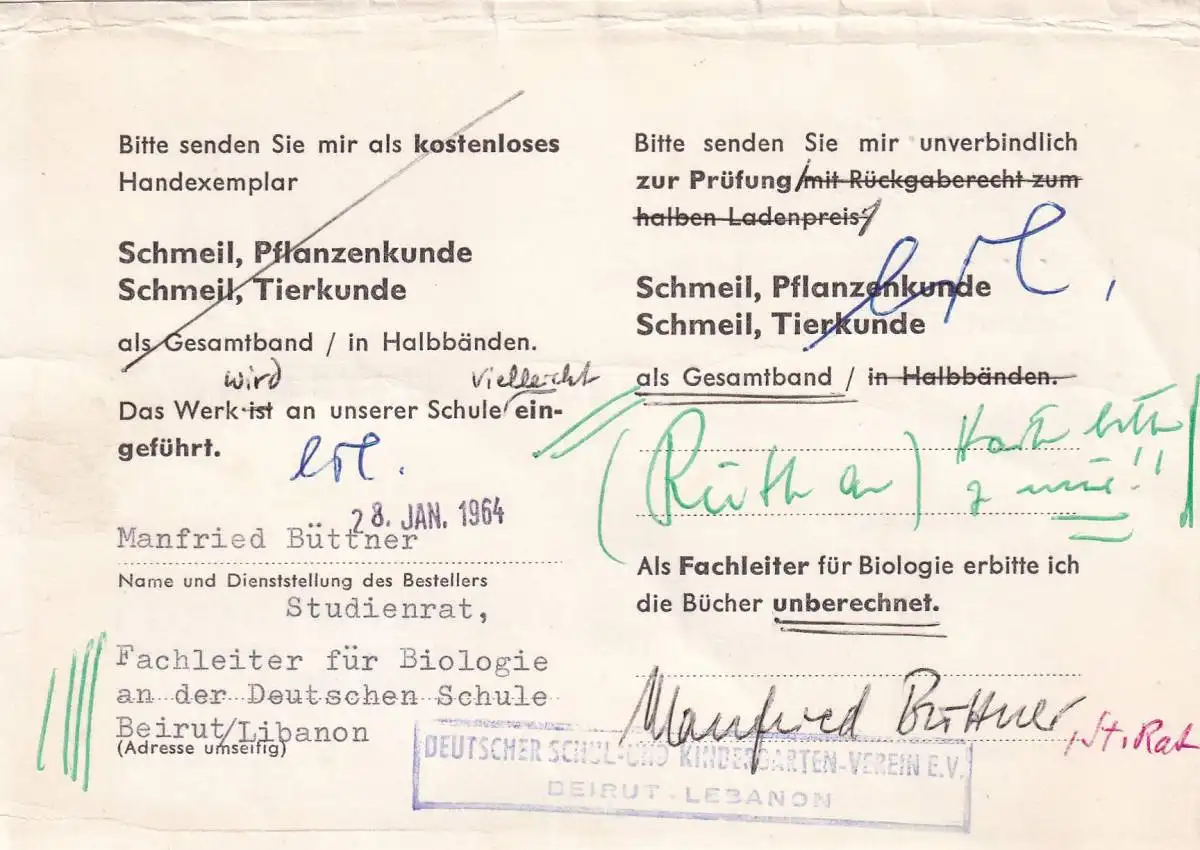 Bitte senden Sie mir als kostenloses
Handexemplar
Schmeil, Pflanzenkunde
Schmeil, Tierkunde
als Gesamtband / in Halbbänden.
wird vielleicht
Das Werk ist an unserer Schule ein-
geführt.
erl.
28. JAN. 1964
Manfried Büttner
Name und Dienststellung des Bestellers
Studienrat,
Fachleiter für Biologie
an der Deutschen Schule
Beirut/Libanon
(Adresse umseitig)
Bitte senden Sie mir unverbindlich
zur Prüfung/mit Rückgaberecht zum
halben Ladenpreis/
erl.
Schmeil, Pflanzenkunde
Schmeil, Tierkunde
als Gesamtband / in Halbbänden.
bitte
Als Fachleiter für Biologie erbitte ich
die Bücher unberechnet.
Manfried Büttner, St. Rat
DEUTSCHER SCHUL-UND KINDERGARTEN-VEREIN E.V.
BEIRUT-LEBANON